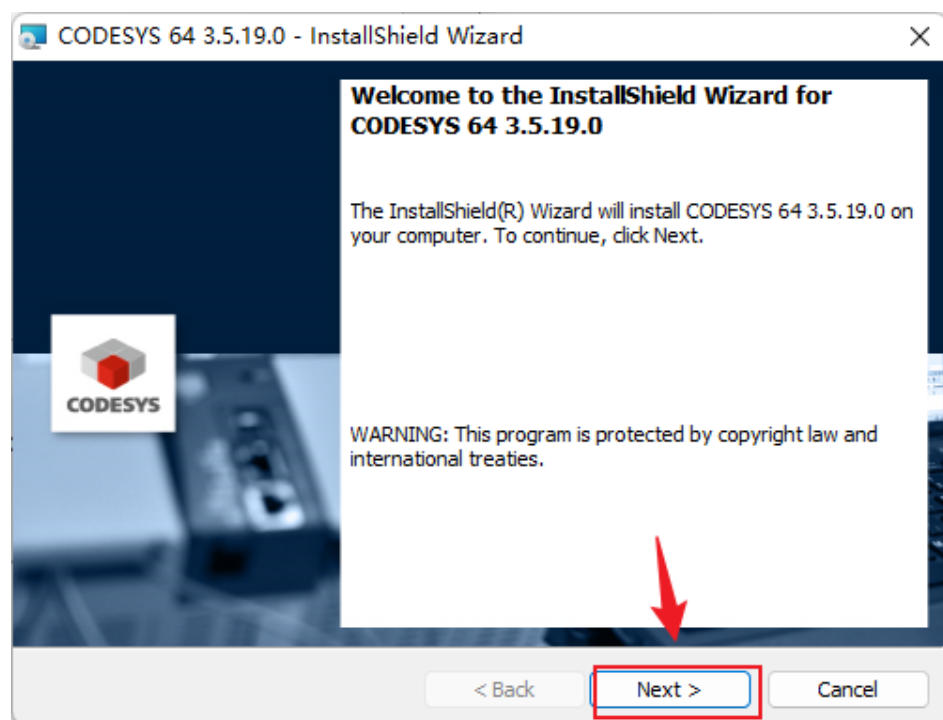 CODESYS 64 3.5.19.0 - InstallShield Wizard
Welcome to the InstallShield Wizard for
CODESYS 64 3.5.19.0
The InstallShield(R) Wizard will install CODESYS 64 3.5.19.0 on
your computer. To continue, click Next.
CODESYS
WARNING: This program is protected by copyright law and
international treaties.
< Back
Next >
Cancel